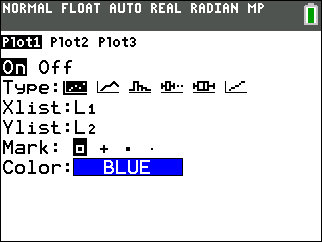 NORMAL FLOAT AUTO REAL RADIAN MP
Plot1 Plot2 Plot3
On Off
Type:
Xlist:L₁
Ylist:L₂
Mark:
Color: BLUE